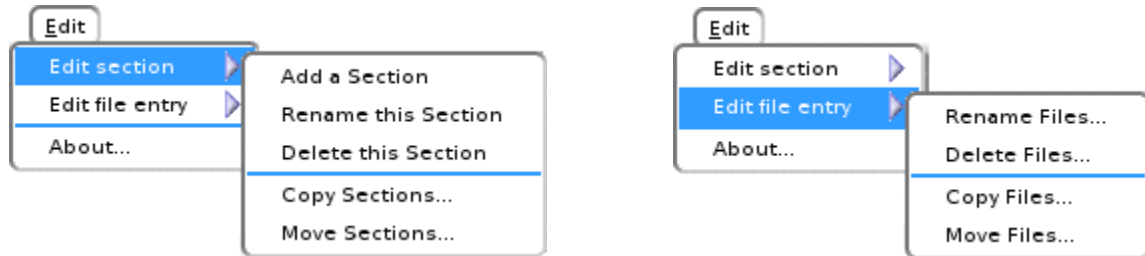 Edit
Edit section
Edit file entry
About...
Add a Section
Rename this Section
Delete this Section
Copy Sections...
Move Sections...
Edit
Edit section
Edit file entry
About...
Rename Files...
Delete Files...
Copy Files...
Move Files...